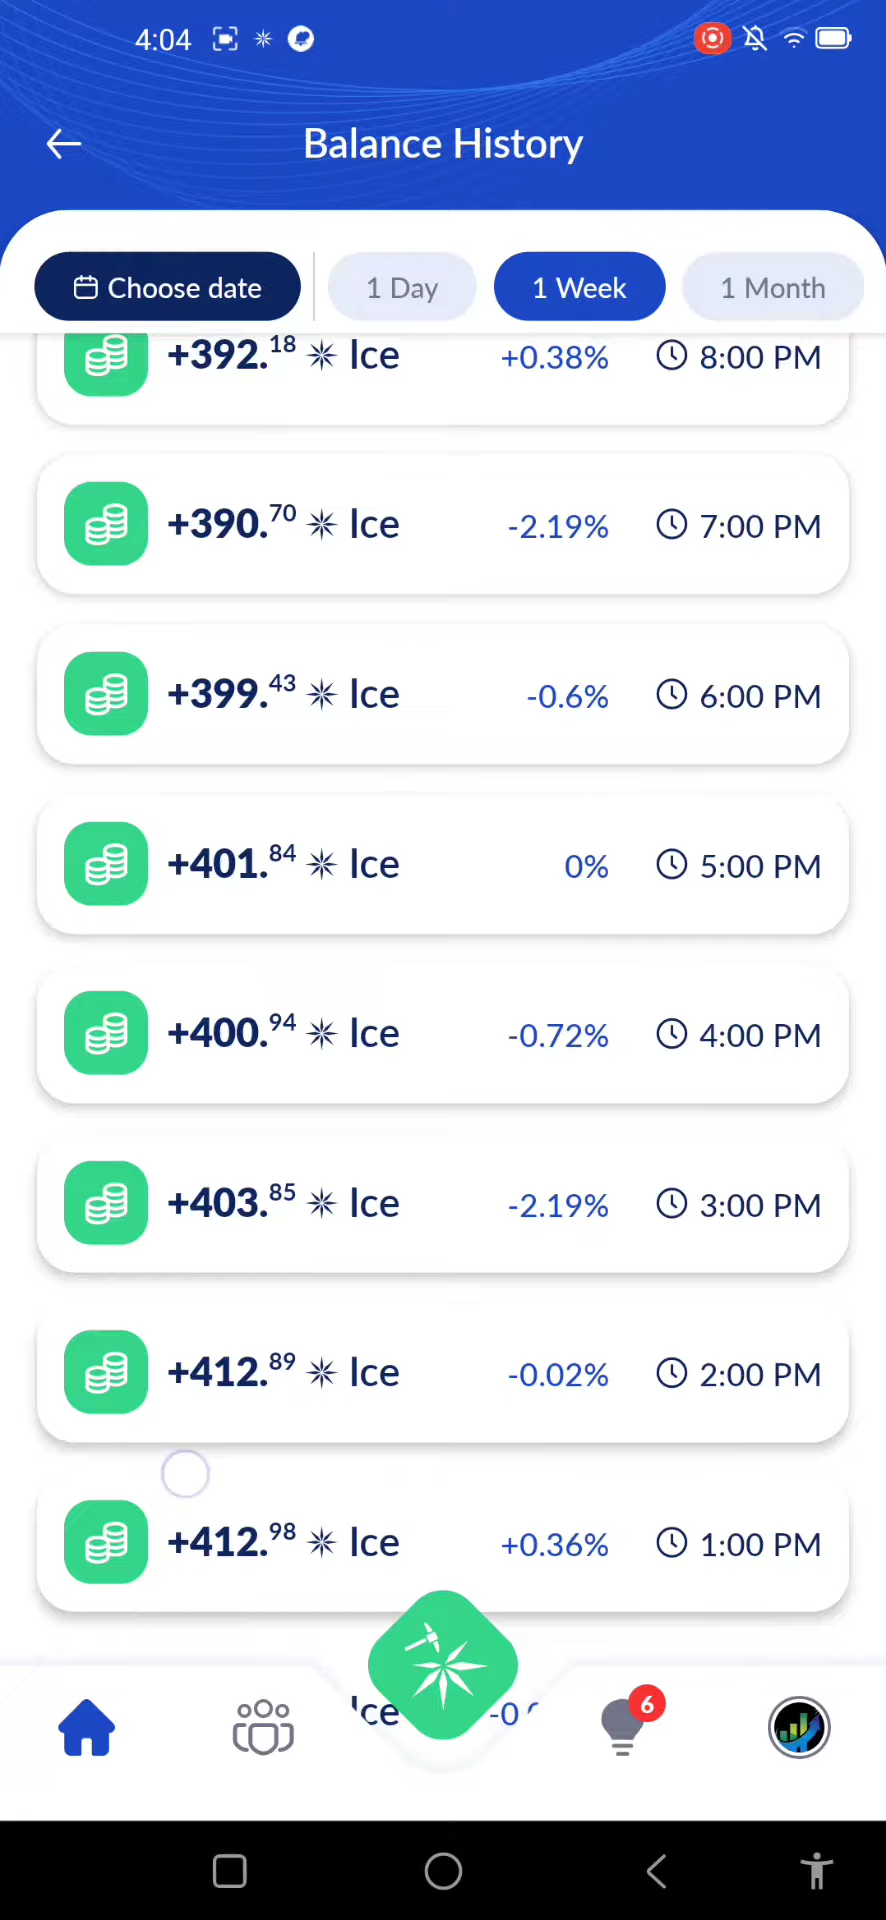 4:04
Balance History
Choose date 1 Day 1 Week 1 Month
+392.18 Ice +0.38% 8:00 PM
+390.70 Ice -2.19% 7:00 PM
+399.43 Ice -0.6% 6:00 PM
+401.84 Ice 0% 5:00 PM
+400.94 Ice -0.72% 4:00 PM
+403.85 Ice -2.19% 3:00 PM
+412.89 Ice -0.02% 2:00 PM
+412.98 Ice +0.36% 1:00 PM
Ice
6